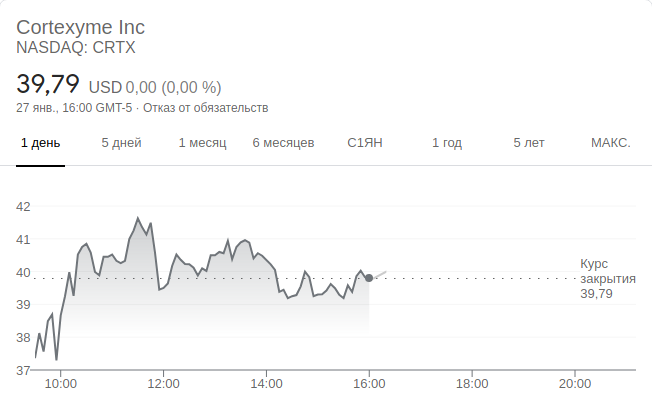 Cortexyme Inc
NASDAQ: CRTX
39,79 USD 0,00 (0,00 %)
27 янв., 16:00 GMT-5 · Отказ от обязательств
1 день 5 дней 1 месяц 6 месяцев С1ЯН 1 год 5 лет МАКС.
42
41
40
39
38
37
Курс
закрытия
39,79
10:00 12:00 14:00 16:00 18:00 20:00